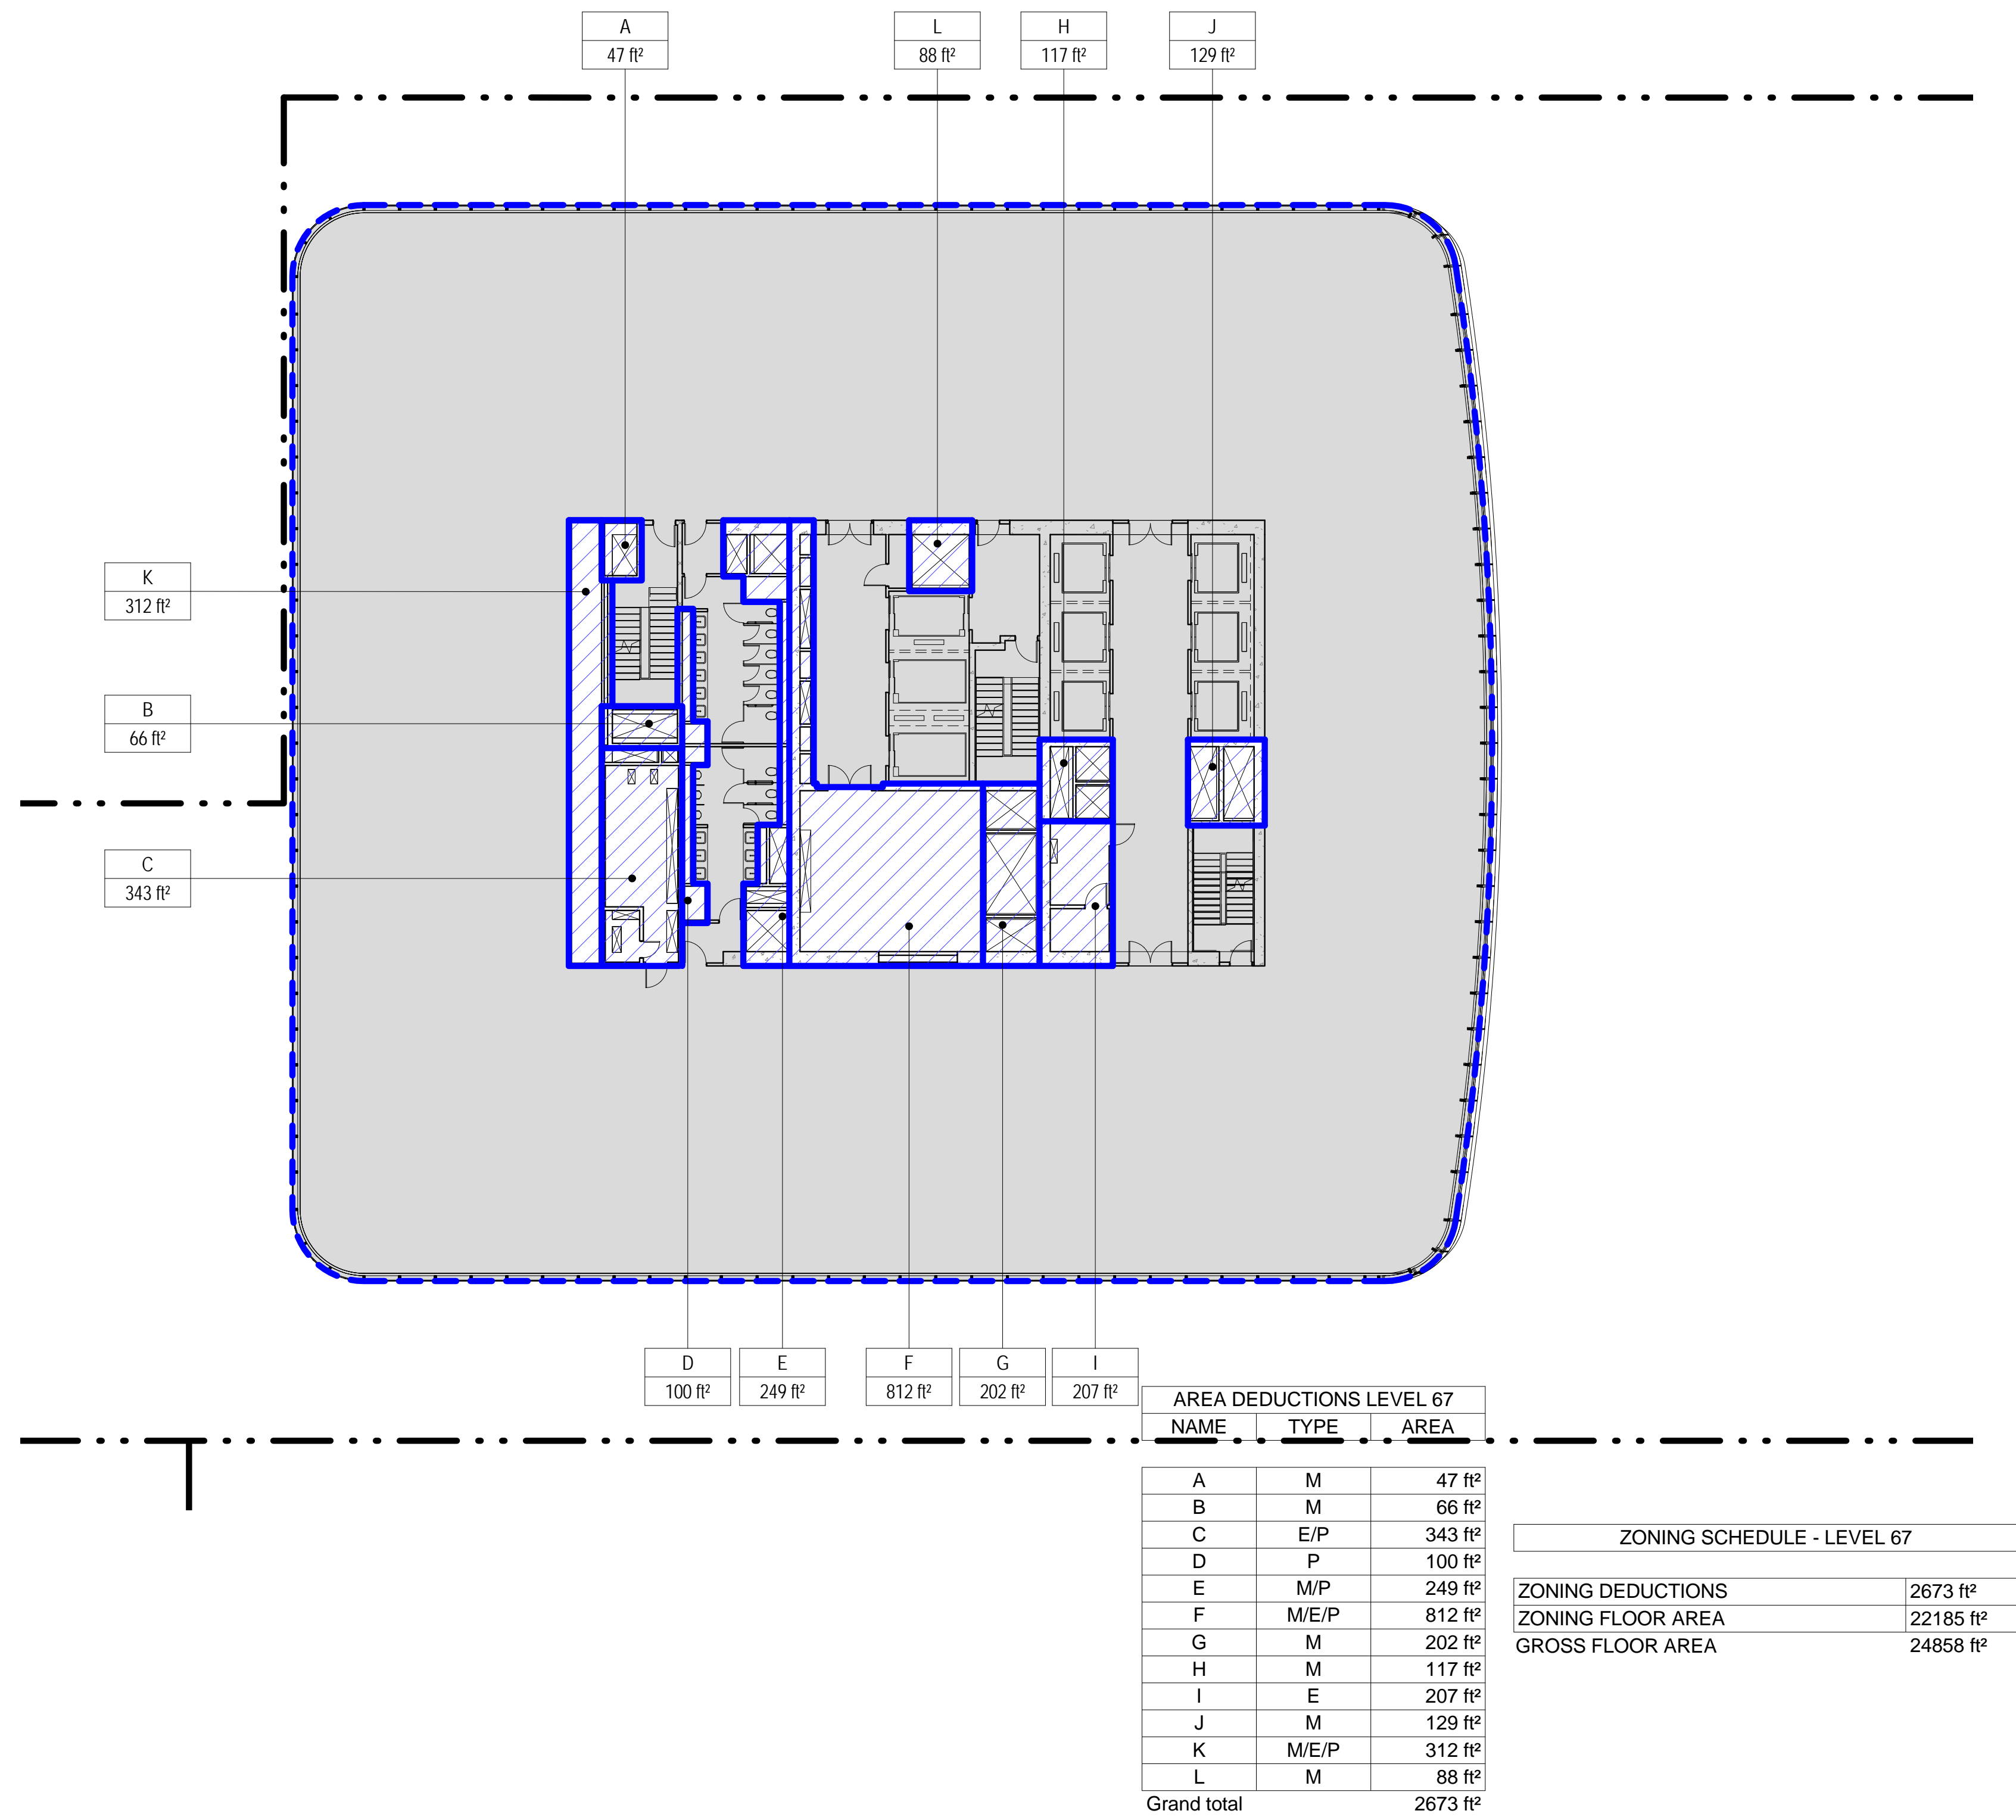 A
47 ft²
L
88 ft²
H
117 ft²
J
129 ft²
K
312 ft²
B
66 ft²
C
343 ft²
D
100 ft²
E
249 ft²
F
812 ft²
G
202 ft²
I
207 ft²
AREA DEDUCTIONS LEVEL 67
NAME TYPE AREA
A M 47 ft²
B M 66 ft²
C E/P 343 ft²
D P 100 ft²
E M/P 249 ft²
F M/E/P 812 ft²
G M 202 ft²
H M 117 ft²
I E 207 ft²
J M 129 ft²
K M/E/P 312 ft²
L M 88 ft²
Grand total 2673 ft²
ZONING SCHEDULE - LEVEL 67
ZONING DEDUCTIONS 2673 ft²
ZONING FLOOR AREA 22185 ft²
GROSS FLOOR AREA 24858 ft²